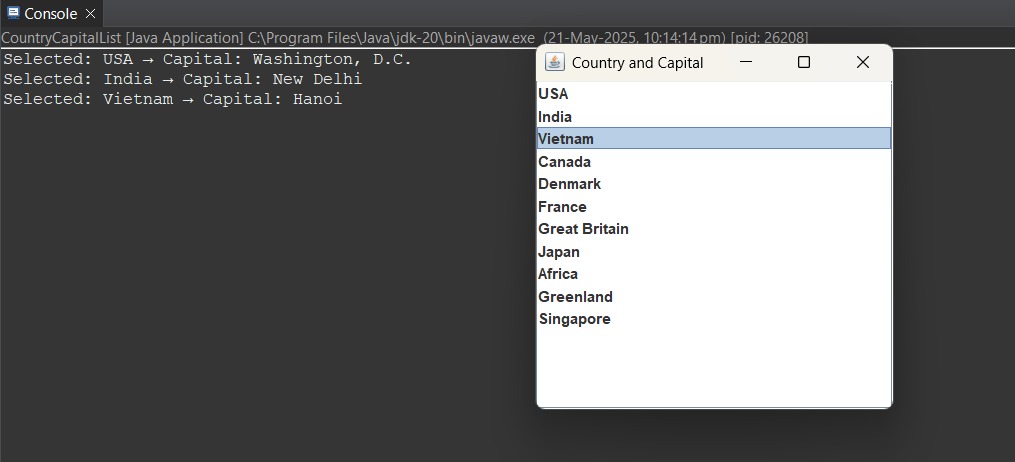 Console
CountryCapitalList [Java Application] C:\Program Files\Java\jdk-20\bin\javaw.exe (21-May-2025, 10:14:14 pm) [pid: 26208]
Selected: USA → Capital: Washington, D.C.
Selected: India → Capital: New Delhi
Selected: Vietnam → Capital: Hanoi
Country and Capital
USA
India
Vietnam
Canada
Denmark
France
Great Britain
Japan
Africa
Greenland
Singapore